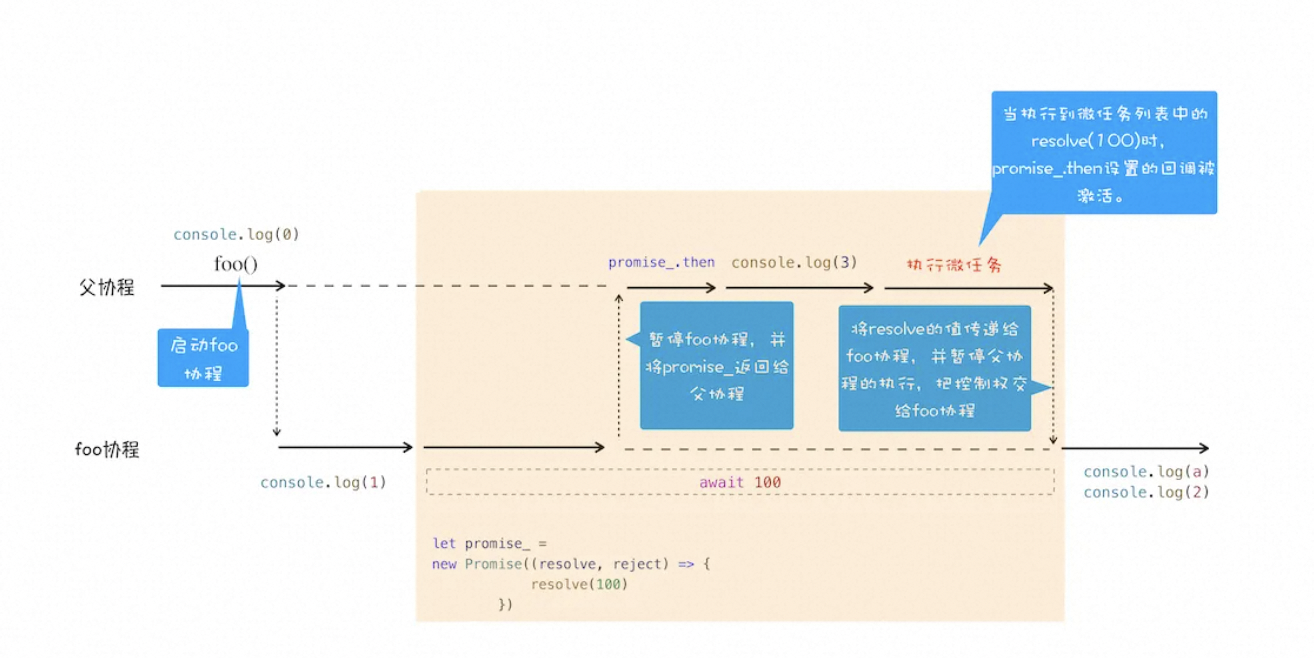 当执行到微任务列表中的
resolve(100)时，
promise_.then设置的回调被
激活。
console.log(0)
foo()
父协程
启动foo
协程
promise_.then
console.log(3)
执行微任务
暂停foo协程，并
将promise_返回给
父协程
将resolve的值传递给
foo协程，并暂停父协
程的执行，把控制权交
给foo协程
foo协程
console.log(1)
await 100
console.log(a)
console.log(2)
let promise_ =
new Promise((resolve, reject) => {
resolve(100)
})